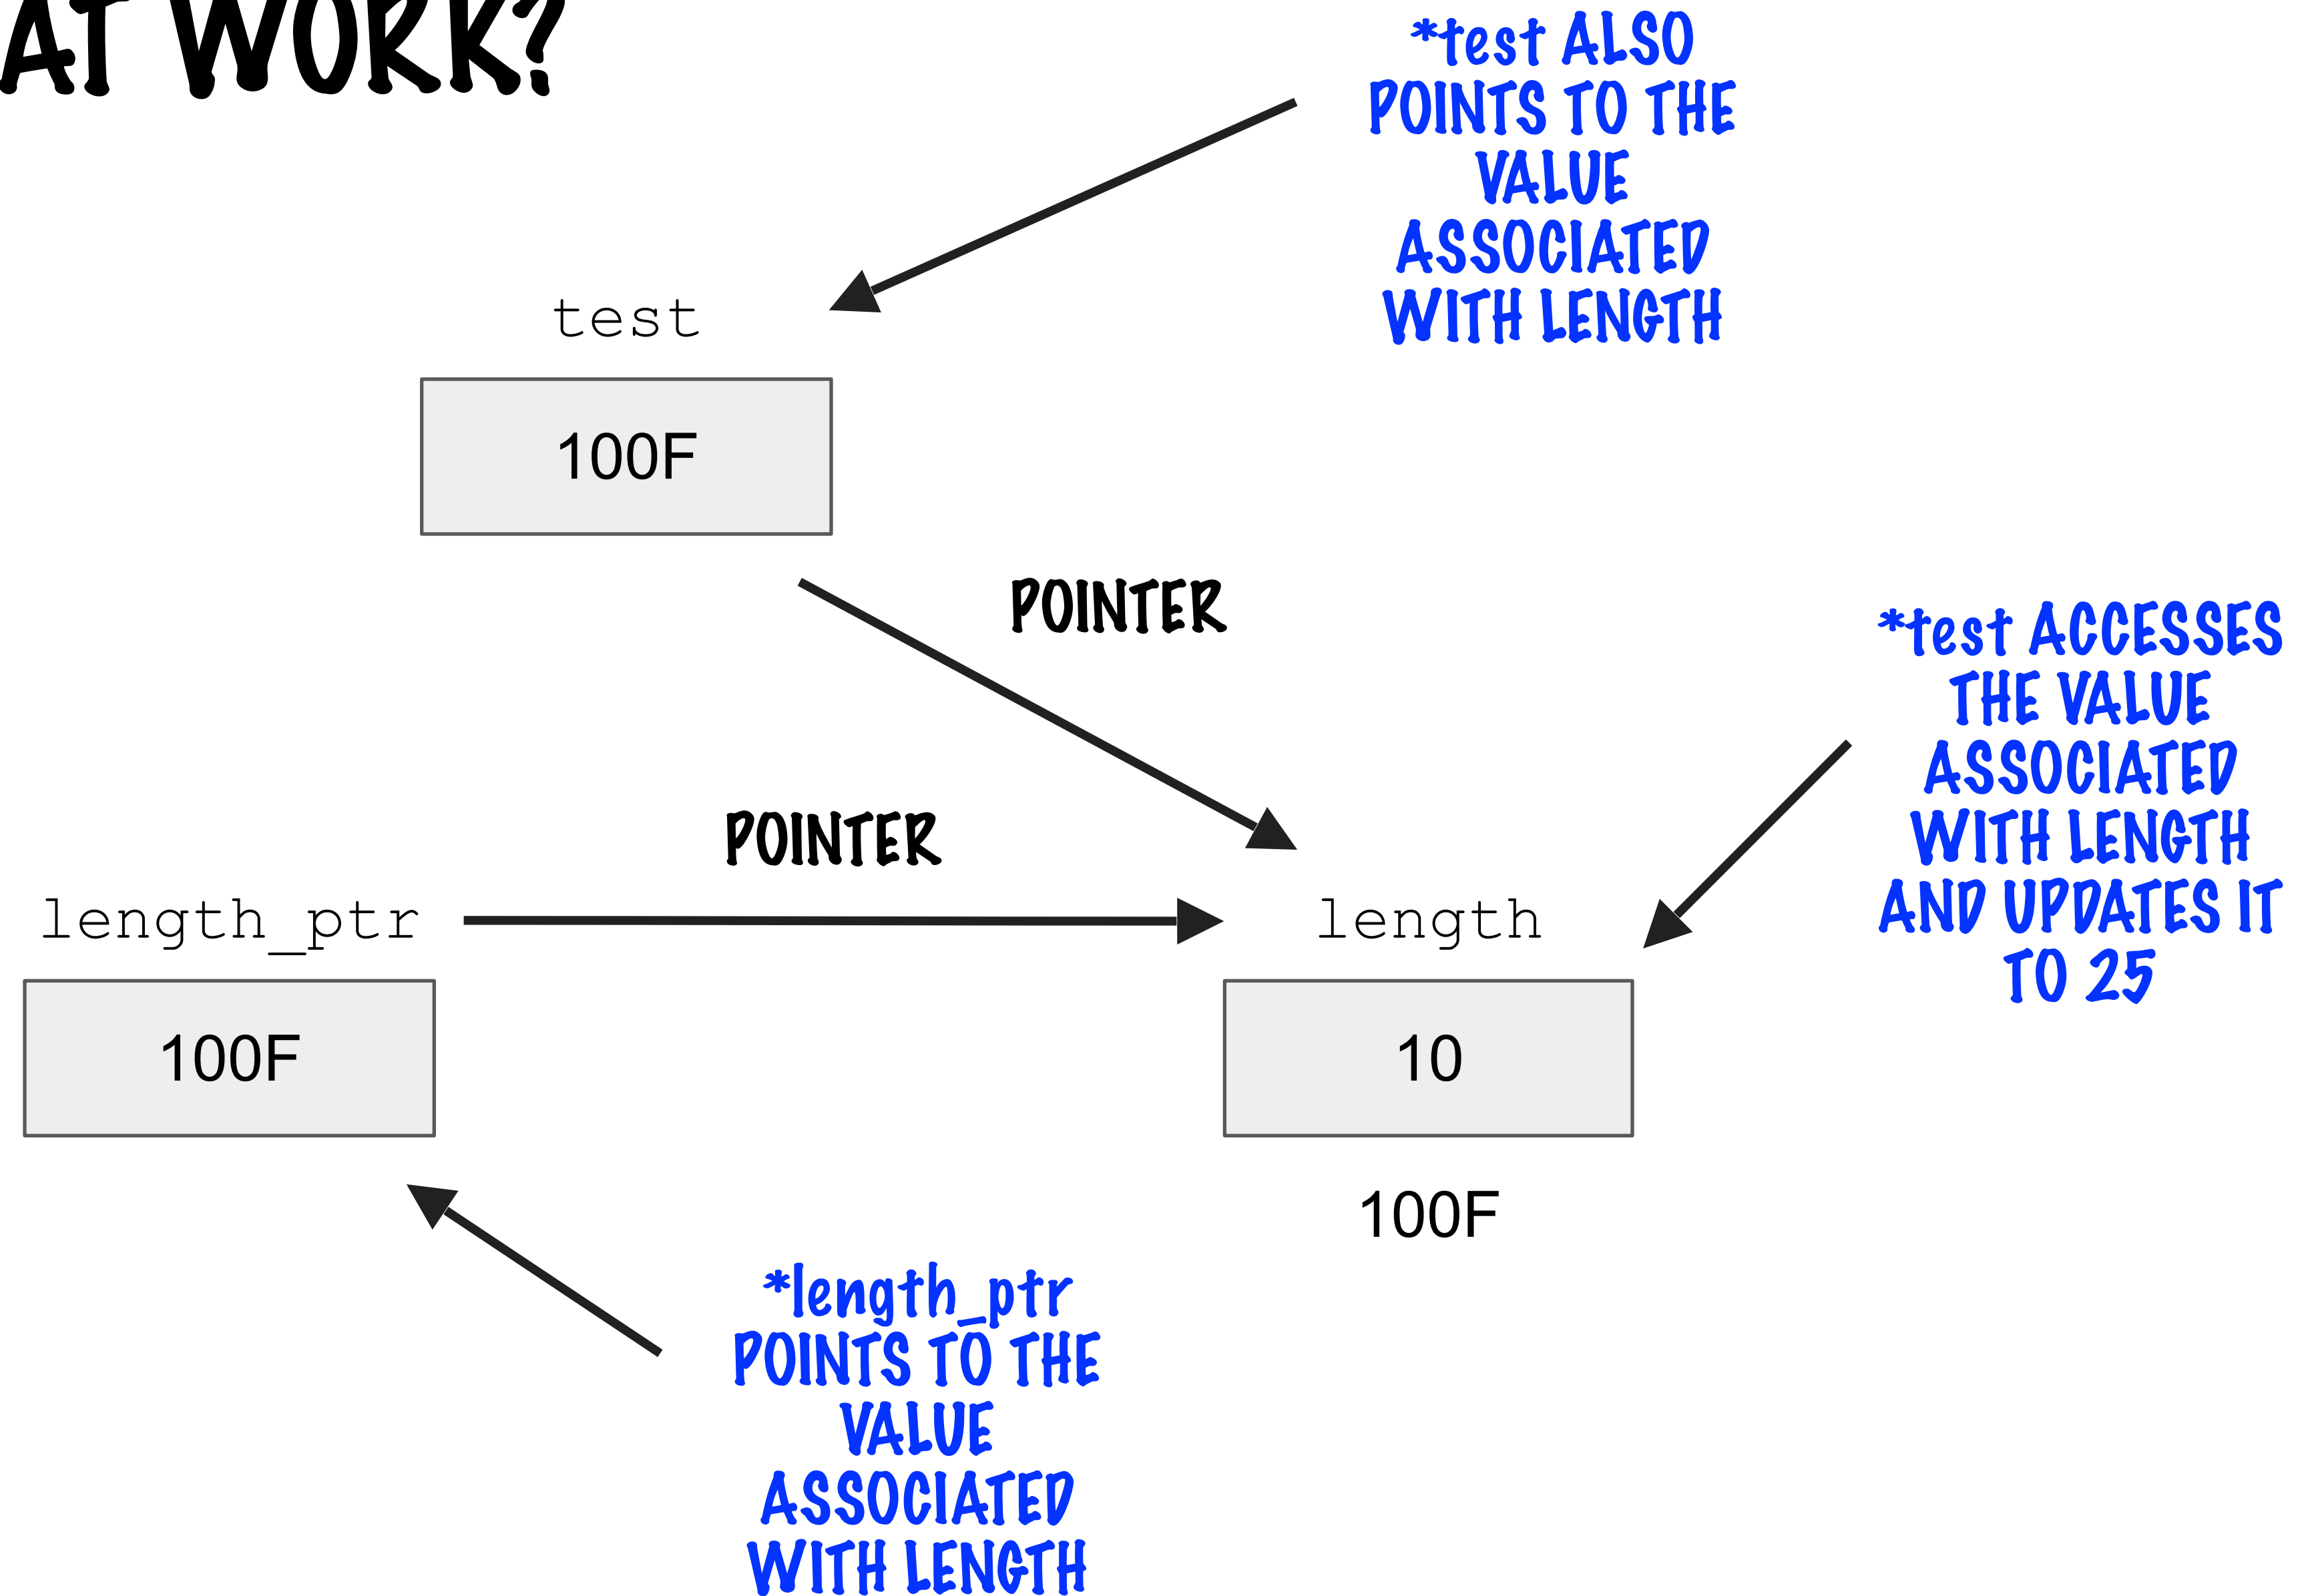 AT WORK?
*test ALSO
POINTS TO THE
VALUE
ASSOCIATED
WITH LENGTH
test
100F
POINTER
*test ACCESSES
THE VALUE
ASSOCIATED
WITH LENGTH
AND UPDATES IT
TO 25
POINTER
length_ptr
length
100F
10
100F
*length_ptr
POINTS TO THE
VALUE
ASSOCIATED
WITH LENGTH